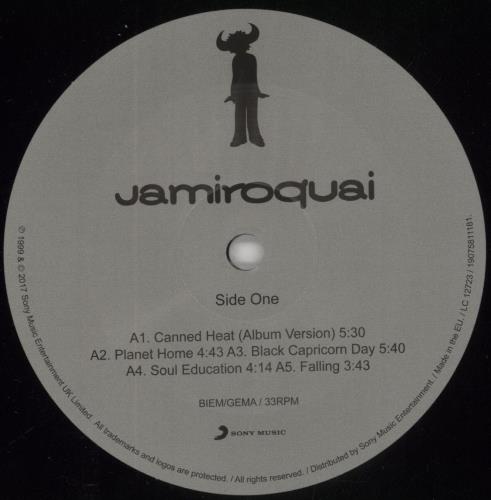 jamiroquai
Side One
A1. Canned Heat (Album Version) 5:30
A2. Planet Home 4:43 A3. Black Capricorn Day 5:40
A4. Soul Education 4:14 A5. Falling 3:43
BIEM/GEMA / 33RPM
SONY MUSIC
℗ 1999 & © 2017 Sony Music Entertainment UK Limited. All trademarks and logos are protected. / All rights reserved. / Distributed by Sony Music Entertainment. / Made in the EU. / LC 12723 / 19075811181.